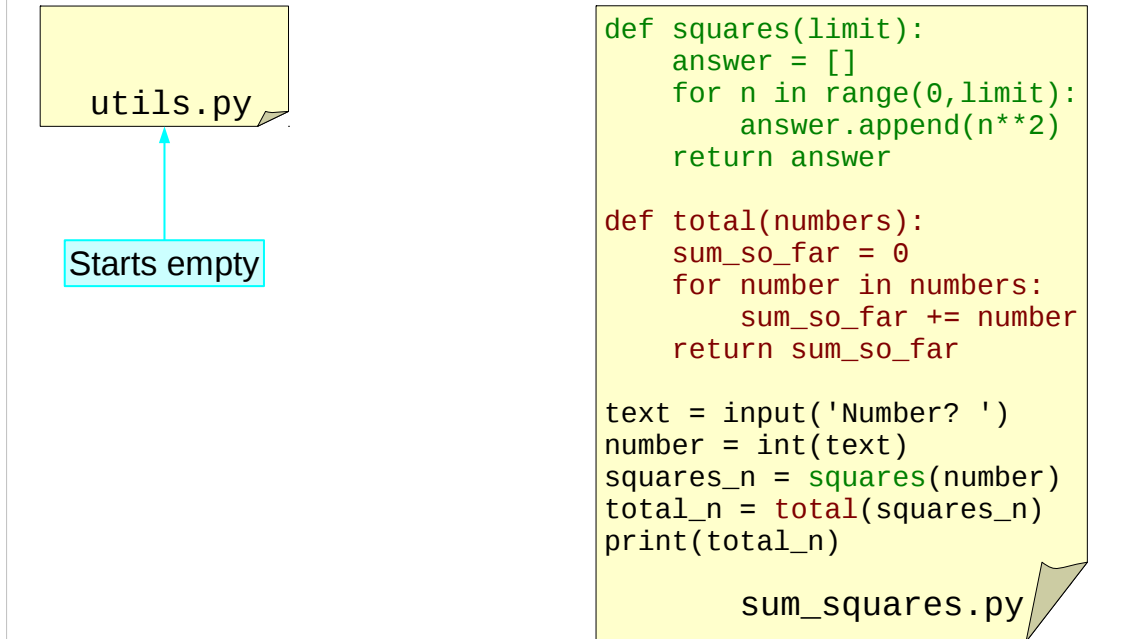 utils.py
Starts empty
def squares(limit):
    answer = []
    for n in range(0,limit):
        answer.append(n**2)
    return answer

def total(numbers):
    sum_so_far = 0
    for number in numbers:
        sum_so_far += number
    return sum_so_far

text = input('Number? ')
number = int(text)
squares_n = squares(number)
total_n = total(squares_n)
print(total_n)
sum_squares.py